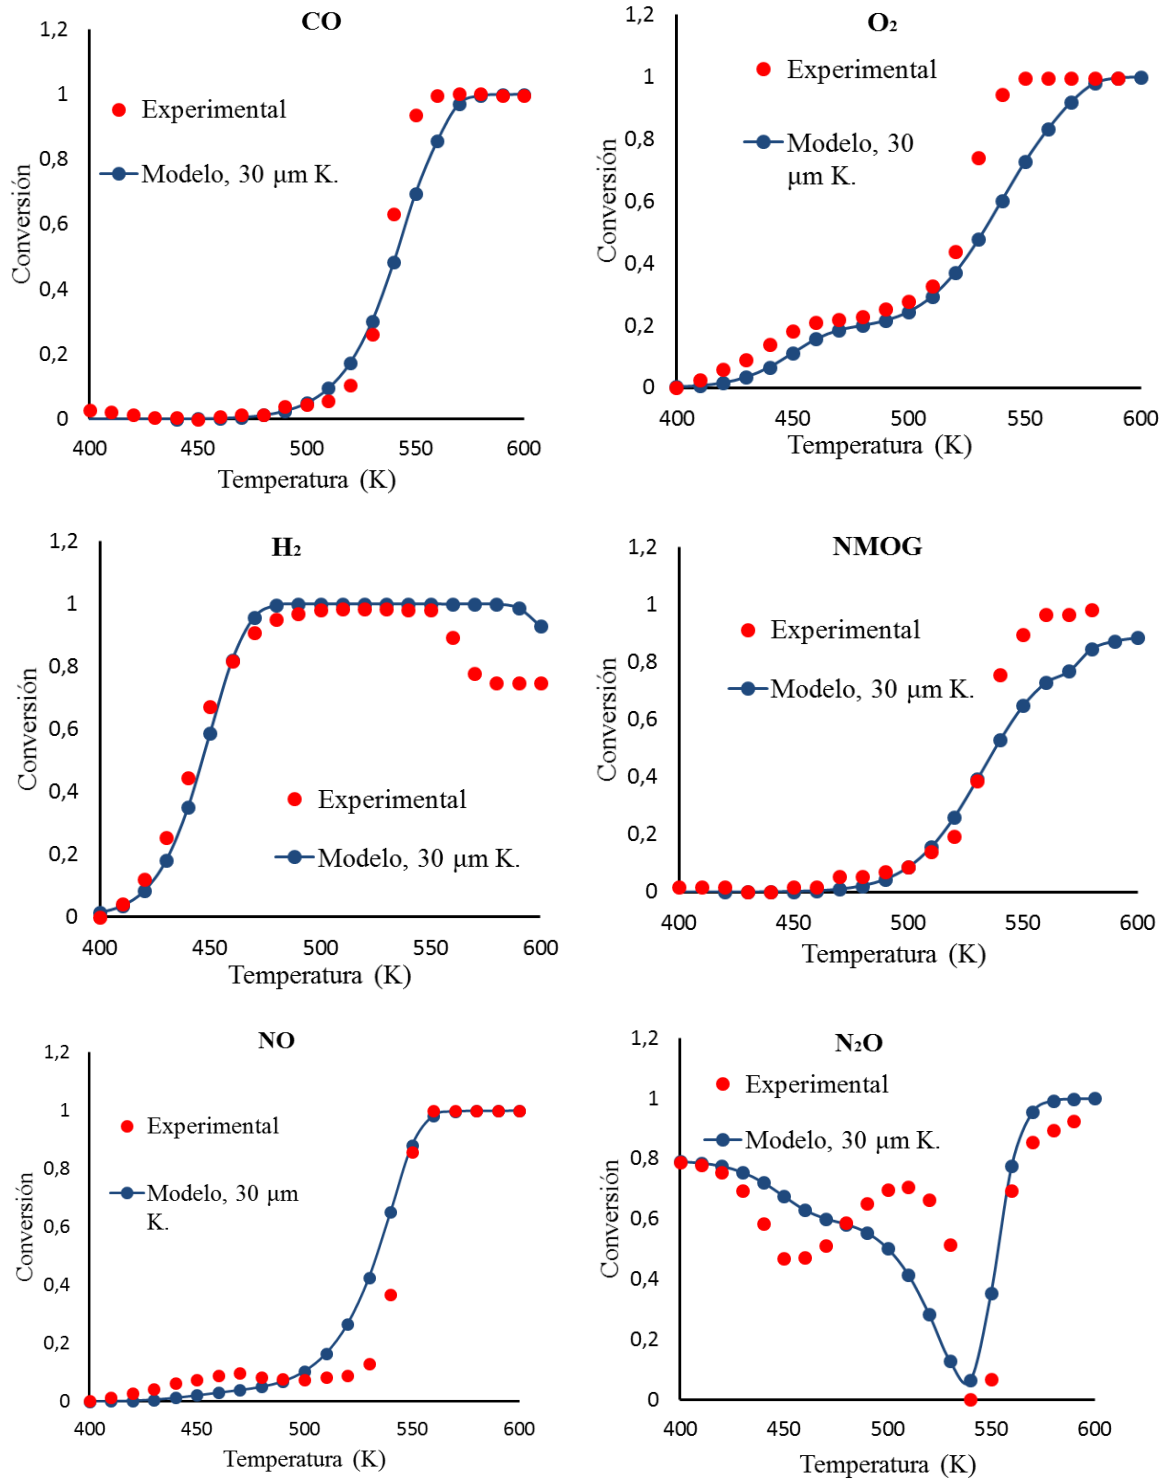 CO
1,2
1
0,8
0,6
0,4
0,2
0
Conversión
Experimental
Modelo, 30 µm K.
400 450 500 550 600
Temperatura (K)
O₂
1,2
1
0,8
0,6
0,4
0,2
0
Conversión
Experimental
Modelo, 30
µm K.
400 450 500 550 600
Temperatura (K)
H₂
1,2
1
0,8
0,6
0,4
0,2
0
Conversión
Experimental
Modelo, 30 µm K.
400 450 500 550 600
Temperatura (K)
NMOG
1,2
1
0,8
0,6
0,4
0,2
0
Conversión
Experimental
Modelo, 30 µm K.
400 450 500 550 600
Temperatura (K)
NO
1,2
1
0,8
0,6
0,4
0,2
0
Conversión
Experimental
Modelo, 30 µm
K.
400 450 500 550 600
Temperatura (K)
N₂O
1,2
1
0,8
0,6
0,4
0,2
0
Conversión
Experimental
Modelo, 30 µm K.
400 450 500 550 600
Temperatura (K)